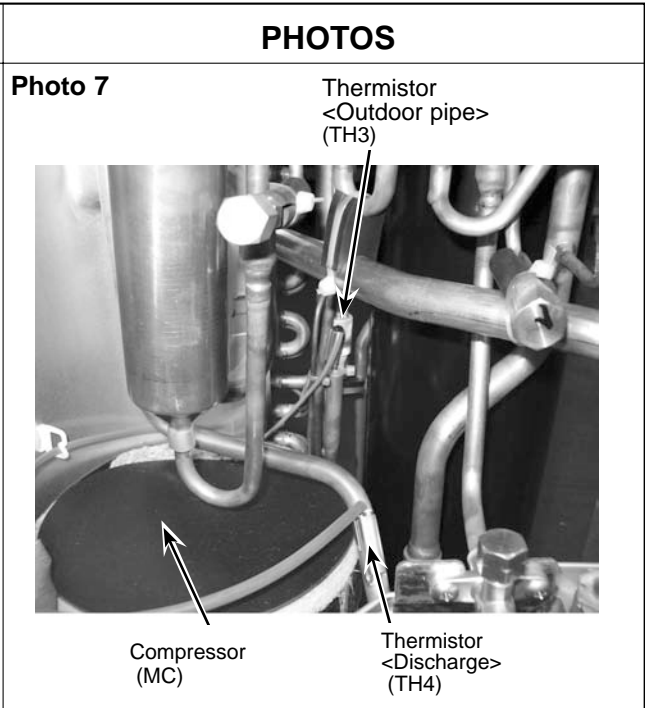 PHOTOS
Photo 7
Thermistor
<Outdoor pipe>
(TH3)
Compressor
(MC)
Thermistor
<Discharge>
(TH4)